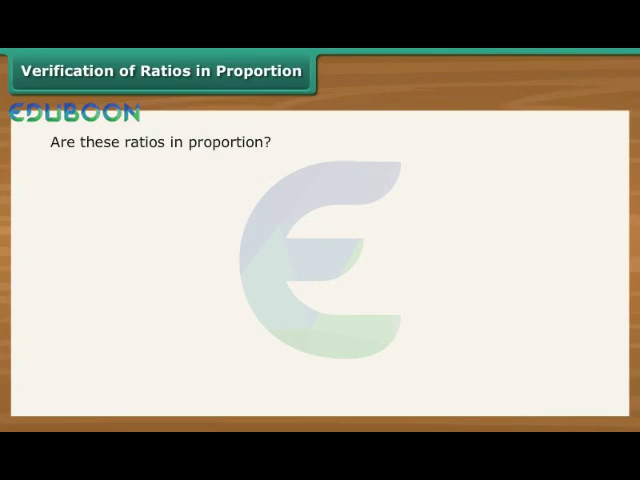 Verification of Ratios in Proportion
EDUBOON
Are these ratios in proportion?